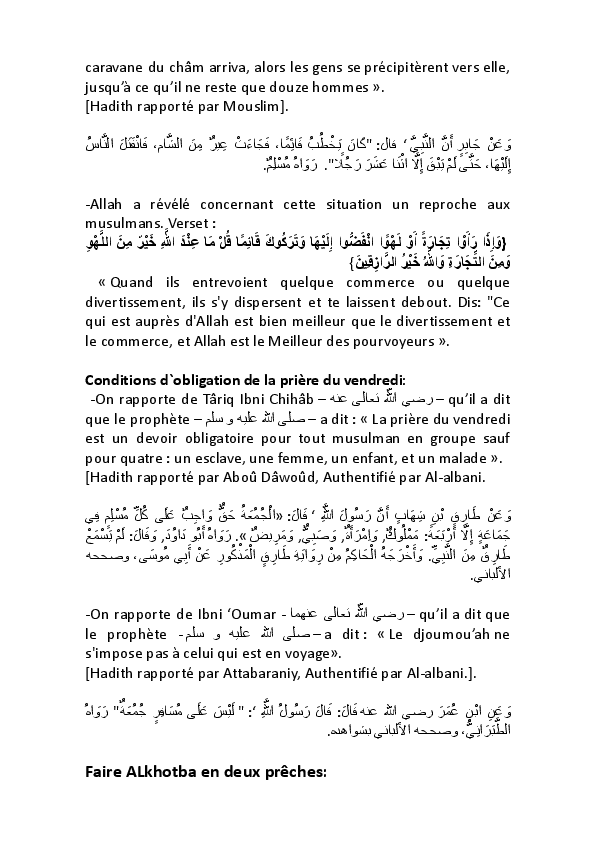 caravane du châm arriva, alors les gens se précipitèrent vers elle,
jusqu’à ce qu’il ne reste que douze hommes ».
[Hadith rapporté par Mouslim].
وَعَنْ جَابِرٍ أَنَّ النَّبِيَّ ‘ قال: "كَانَ يَخْطُبُ قَائِمًا، فَجَاءَتْ عِيرٌ مِنَ الشَّام، فَانْفَتَلَ النَّاسُ
إِلَيْهَا، حَتَّى لَمْ يَبْقَ إِلَّا اثْنَا عَشَرَ رَجُلًا". رَوَاهُ مُسْلِمٌ.
-Allah a révélé concernant cette situation un reproche aux
musulmans. Verset :
{وَإِذَا رَأَوْا تِجَارَةً أَوْ لَهْوًا انْفَضُّوا إِلَيْهَا وَتَرَكُوكَ قَائِمًا قُلْ مَا عِنْدَ اللَّهِ خَيْرٌ مِنَ اللَّهْوِ
وَمِنَ التِّجَارَةِ وَاللهُ خَيْرُ الرَّازِقِينَ}
« Quand ils entrevoient quelque commerce ou quelque
divertissement, ils s'y dispersent et te laissent debout. Dis: "Ce
qui est auprès d'Allah est bien meilleur que le divertissement et
le commerce, et Allah est le Meilleur des pourvoyeurs ».
Conditions d`obligation de la prière du vendredi:
-On rapporte de Târiq Ibni Chihâb – رضي الله تعالى عنه – qu’il a dit
que le prophète – صلى الله عليه و سلم – a dit : « La prière du vendredi
est un devoir obligatoire pour tout musulman en groupe sauf
pour quatre : un esclave, une femme, un enfant, et un malade ».
[Hadith rapporté par Aboû Dâwoûd, Authentifié par Al-albani.
وَعَنْ طَارِقِ بْنِ شِهَابٍ أَنَّ رَسُولَ اللَّهِ ‘ قَالَ: «الْجُمُعَةُ حَقٌّ وَاجِبٌ عَلَى كُلِّ مُسْلِمٍ فِي
جَمَاعَةٍ إِلَّا أَرْبَعَةً: مَمْلُوكٌ, وَامْرَأَةٌ, وَصَبِيٌّ, وَمَرِيضٌ». رَوَاهُ أَبُو دَاوُدَ, وَقَالَ: لَمْ يَسْمَعْ
طَارِقٌ مِنَ النَّبِيِّ. وَأَخْرَجَهُ الْحَاكِمُ مِنْ رِوَايَةِ طَارِقٍ الْمَذْكُورِ عَنْ أَبِي مُوسَى، وصححه
الألباني.
-On rapporte de Ibni ‘Oumar - رضي الله تعالى عنهما – qu’il a dit que
le prophète - صلى الله عليه و سلم – a dit : « Le djoumou’ah ne
s'impose pas à celui qui est en voyage».
[Hadith rapporté par Attabaraniy, Authentifié par Al-albani.].
وَعَنِ ابْنِ عُمَرَ رضي الله عنه قَالَ: قَالَ رَسُولُ اللَّهِ ‘: " لَيْسَ عَلَى مُسَافِرٍ جُمُعَةٌ" رَوَاهُ
الطَّبَرَانِيُّ، وصححه الألباني بشواهده.
Faire ALkhotba en deux prêches: